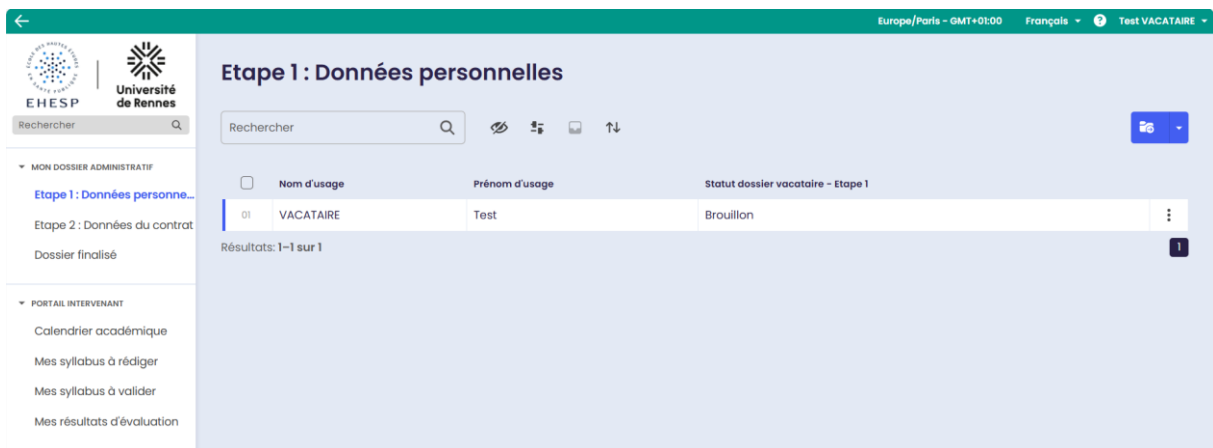 Europe/Paris - GMT+01:00 Français ? Test VACATAIRE
EHESP
Université
de Rennes
Rechercher
MON DOSSIER ADMINISTRATIF
Etape 1 : Données personne...
Etape 2 : Données du contrat
Dossier finalisé
PORTAIL INTERVENANT
Calendrier académique
Mes syllabus à rédiger
Mes syllabus à valider
Mes résultats d'évaluation
Etape 1 : Données personnelles
Rechercher
Nom d'usage Prénom d'usage Statut dossier vacataire - Etape 1
01 VACATAIRE Test Brouillon
Résultats: 1–1 sur 1
1